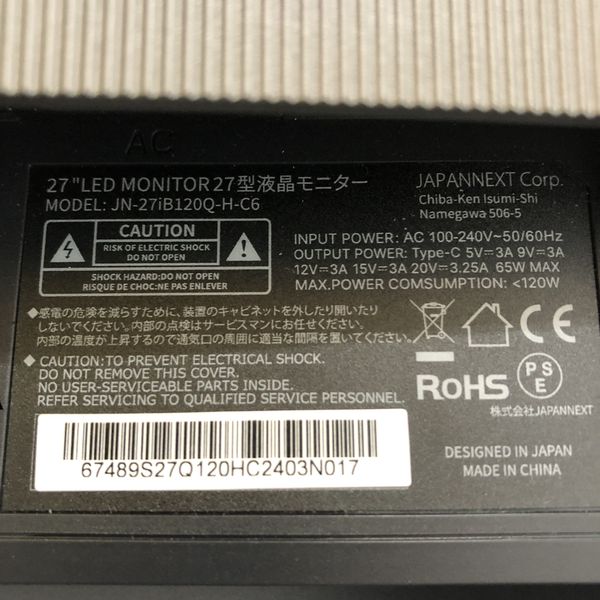 AC
27"LED MONITOR 27型液晶モニター
MODEL: JN-27iB120Q-H-C6
CAUTION
RISK OF ELECTRIC SHOCK
DO NOT OPEN
SHOCK HAZARD:DO NOT OPEN
RISQUE DE CHOC:NE PAS ENLEVER
JAPANNEXT Corp.
Chiba-Ken Isumi-Shi
Namegawa 506-5
INPUT POWER: AC 100-240V~50/60Hz
OUTPUT POWER: Type-C 5V=3A 9V=3A
12V=3A 15V=3A 20V=3.25A 65W MAX
MAX.POWER COMSUMPTION: <120W
◆感電の危険を減らすために、装置のキャビネットを外したり開いたり
しないでください。内部の点検はサービスマンにお任せください。
内部の温度が上昇するので通気口の周囲に適当な間隔を置いてください。
◆CAUTION: TO PREVENT ELECTRICAL SHOCK.
DO NOT REMOVE THIS COVER.
NO USER-SERVICEABLE PARTS INSIDE.
REFER SERVICING TO QUALIFIED SERVICE PERSONNEL.
CE
RoHS
PSE
株式会社JAPANNEXT
67489S27Q120HC2403N017
DESIGNED IN JAPAN
MADE IN CHINA